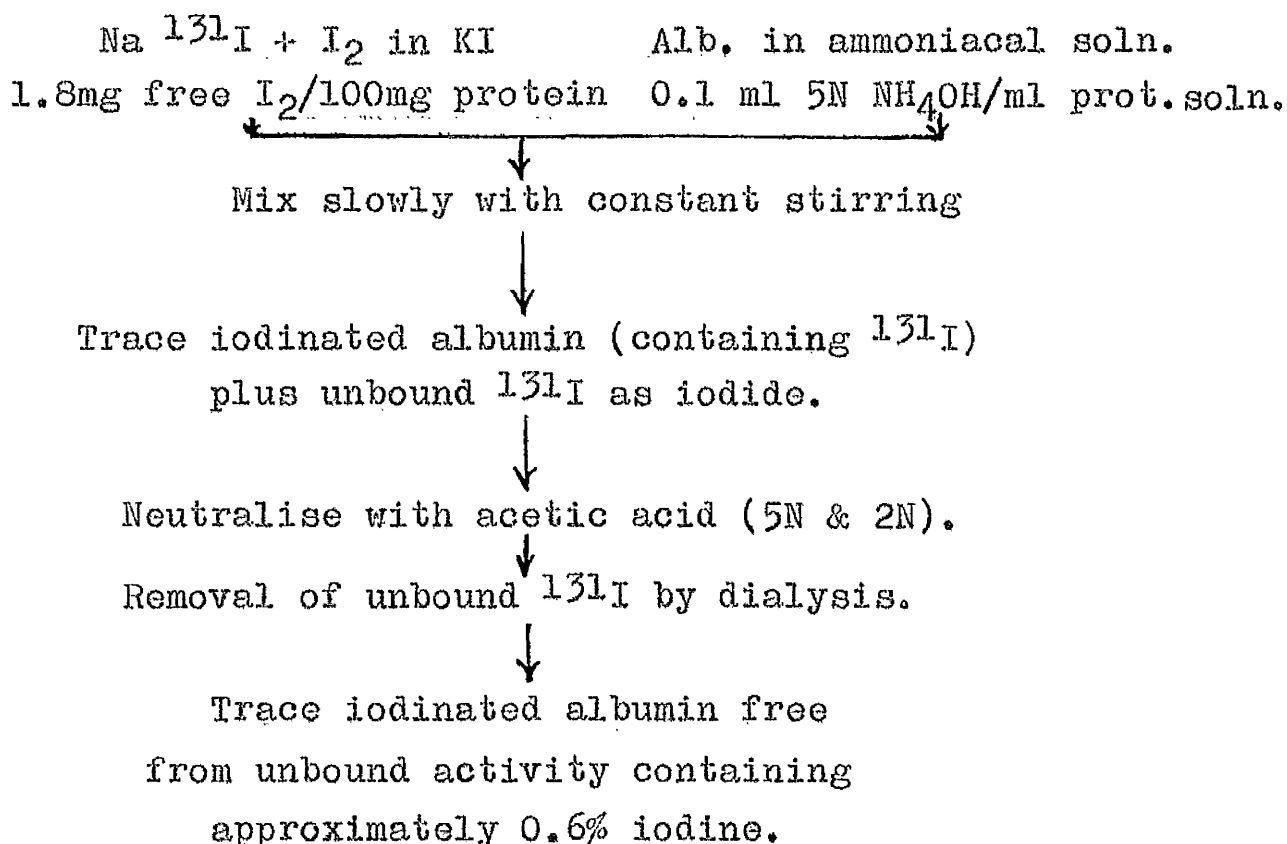 Na ¹³¹I + I₂ in KI Alb. in ammoniacal soln.
1.8mg free I₂/100mg protein 0.1 ml 5N NH₄OH/ml prot.soln.
Mix slowly with constant stirring
Trace iodinated albumin (containing ¹³¹I)
plus unbound ¹³¹I as iodide.
Neutralise with acetic acid (5N & 2N).
Removal of unbound ¹³¹I by dialysis.
Trace iodinated albumin free
from unbound activity containing
approximately 0.6% iodine.